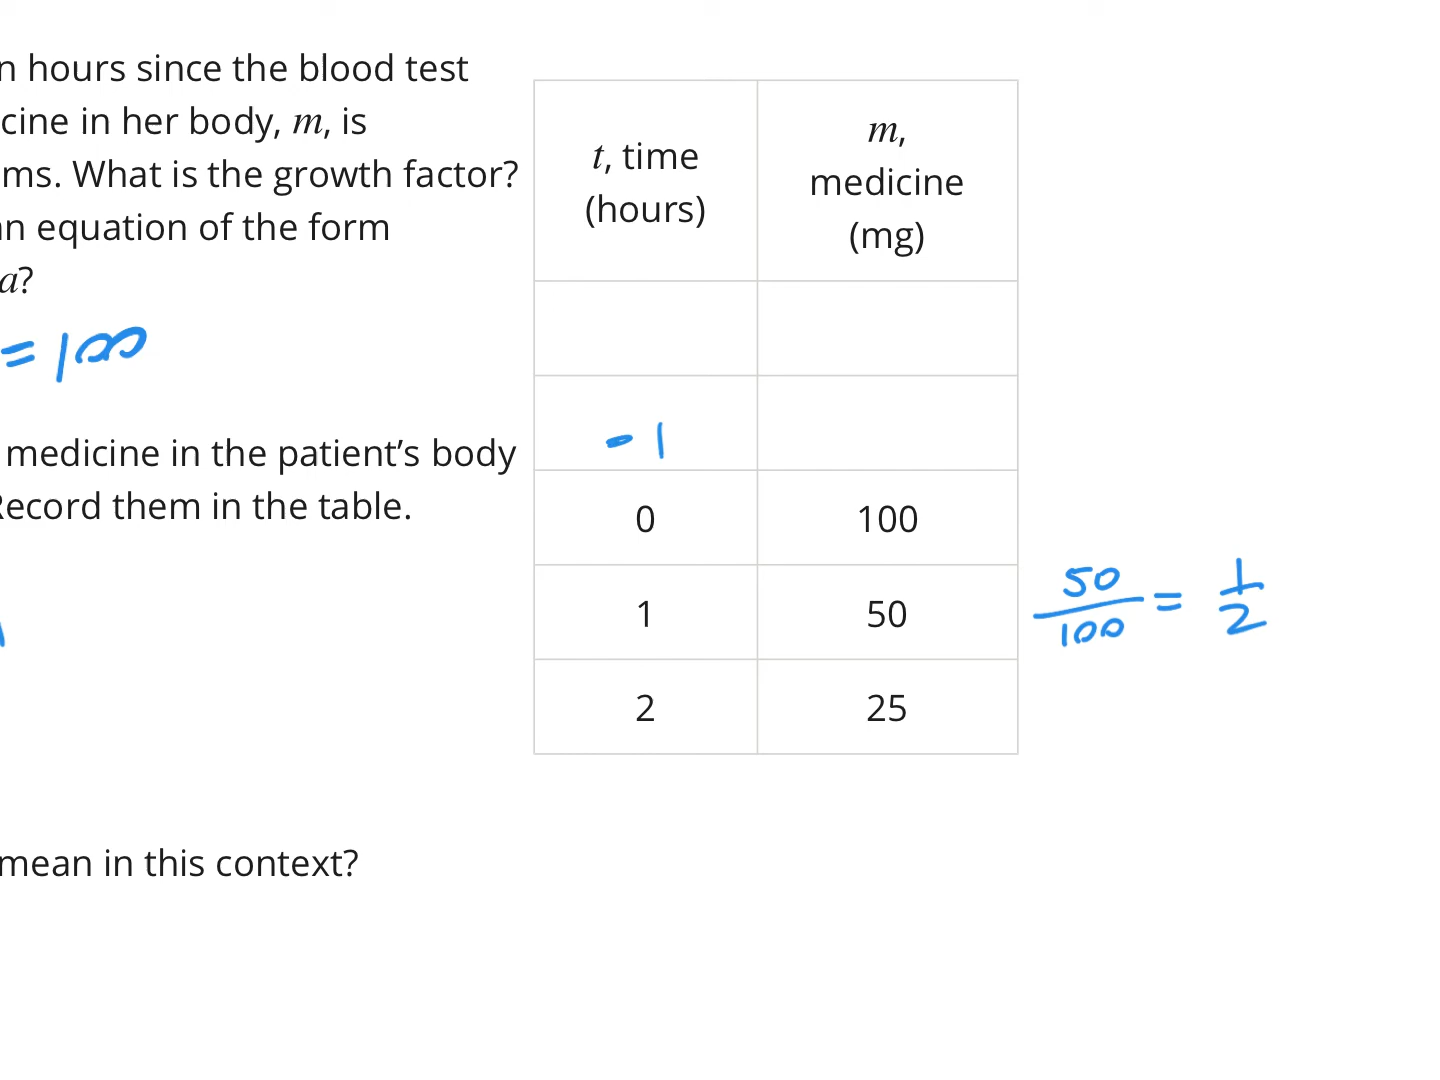 n hours since the blood test
cine in her body, m, is
ms. What is the growth factor?
n equation of the form
a?
= 100
medicine in the patient's body
Record them in the table.
mean in this context?
t, time (hours)
m, medicine (mg)
- 1
0 100
1 50
2 25
50/100 = 1/2